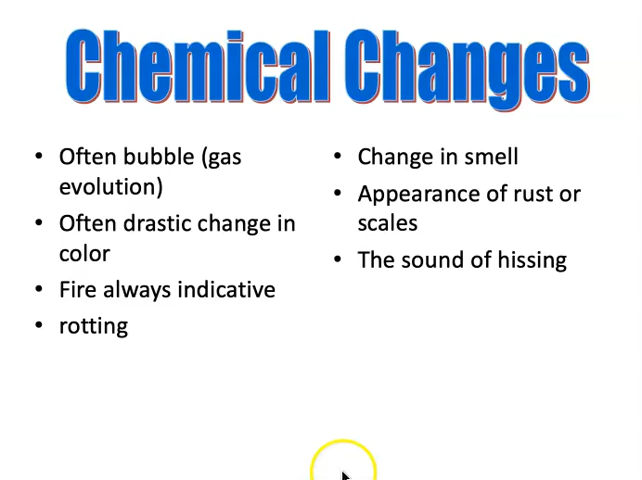 Chemical Changes
• Often bubble (gas
evolution)
• Often drastic change in
color
• Fire always indicative
• rotting
• Change in smell
• Appearance of rust or
scales
• The sound of hissing